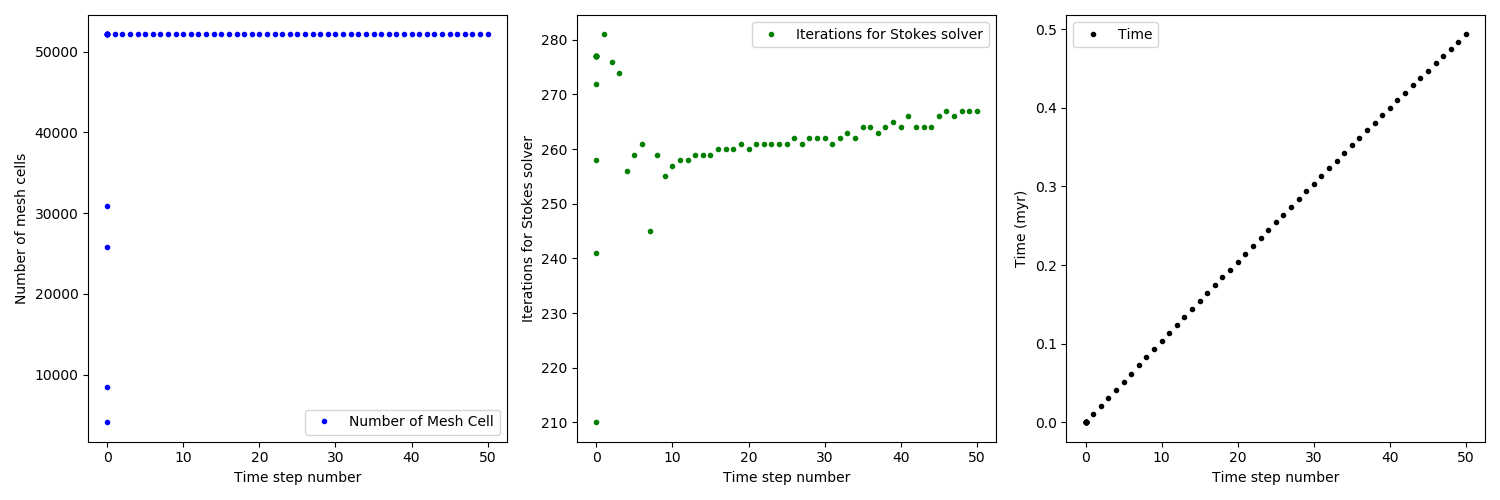 Number of mesh cells
50000
40000
30000
20000
10000
Number of Mesh Cell
0 10 20 30 40 50
Time step number
Iterations for Stokes solver
280
270
260
250
240
230
220
210
Iterations for Stokes solver
0 10 20 30 40 50
Time step number
Time (myr)
0.5
0.4
0.3
0.2
0.1
0.0
Time
0 10 20 30 40 50
Time step number